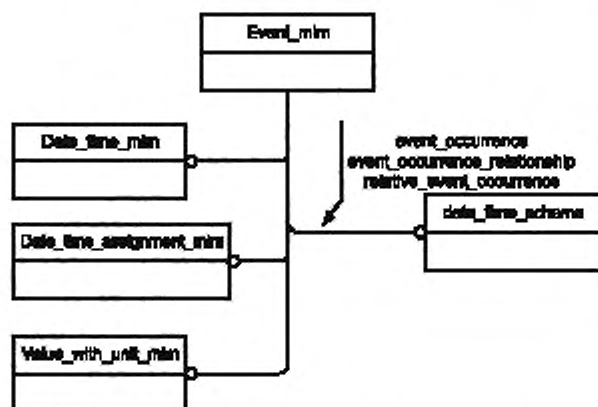 Event_mim
Date_time_mim
event_occurrence
event_occurrence_relationship
relative_event_occurrence
date_time_schema
Date_time_assignment_mim
Value_with_unit_mim